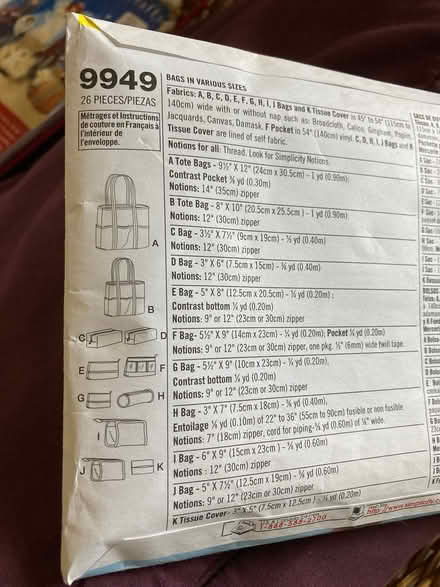 9949
26 PIECES/PIEZAS
Métrages et Instructions
de couture en Français à
l'intérieur de
l'enveloppe.
A
B
C
D
E
F
G
H
I
J
K
BAGS IN VARIOUS SIZES
Fabrics: A, B, C, D, E, F, G, H, I, J Bags and K Tissue Cover in 45" to 54" (115cm to
140cm) wide with or without nap such as: Broadcloth, Calico, Gingham, Poplin,
Jacquards, Canvas, Damask. F Pocket in 54" (140cm) vinyl. C, D, H, I, J Bags and K
Tissue Cover are lined of self fabric.
Notions for all: Thread. Look for Simplicity Notions.
A Tote Bags - 9½" X 12" (24cm x 30.5cm) - 1 yd (0.90m);
Contrast Pocket yd (0.30m)
Notions: 14" (35cm) zipper
B Tote Bag - 8" X 10" (20.5cm x 25.5cm ) - 1 yd (0.90m)
Notions: 12" (30cm) zipper
C Bag - 3½" X 7½" (9cm x 19cm) - yd (0.40m)
Notions: 12" (30cm) zipper
D Bag - 3" X 6" (7.5cm x 15cm) - yd (0.40m)
Notions: 12" (30cm) zipper
E Bag - 5" X 8" (12.5cm x 20.5cm) - ¼ yd (0.20m) ;
Contrast bottom ¼ yd (0.20m)
Notions: 9" or 12" (23cm or 30cm) zipper
F Bag- 5½" X 9" (14cm x 23cm) - ¼ yd (0.20m); Pocket ¼ yd (0.20m)
Notions: 9" or 12" (23cm or 30cm) zipper, one pkg. ¼" (6mm) wide twill tape.
G Bag - 5½" X 9" (10cm x 23cm) - ¼ yd (0.20m),
Contrast bottom ¼ yd (0.20m)
Notions: 9" or 12" (23cm or 30cm) zipper
H Bag - 3" X 7" (7.5cm x 18cm) - yd (0.40m),
Entoilage yd (0.10m) of 22" to 36" (55cm to 90cm) fusible or non fusible
Notions: 7" (18cm) zipper, cord for piping- yd (0.60m) of wide.
I Bag - 6" X 9" (15cm x 23cm ) - yd (0.60m)
Notions : 12" (30cm) zipper
J Bag - 5" X 7½" (12.5cm x 19cm) - yd (0.60m)
Notions: 9" or 12" (23cm or 30cm) zipper
K Tissue Cover- 3" X 5" (7.5cm x 12.5cm ) - yd (0.20m)
1-888-588-2700